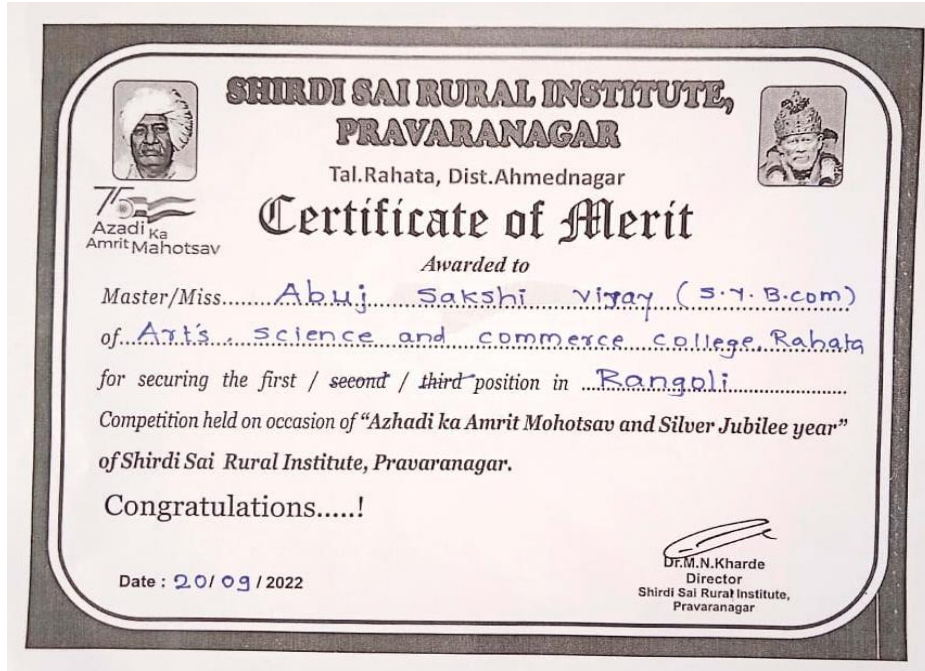 SHIRDI SAI RURAL INSTITUTE,
PRAVARANAGAR
Tal.Rahata, Dist.Ahmednagar
75
Azadi Ka
Amrit Mahotsav
Certificate of Merit
Awarded to
Master/Miss........Abuj Sakshi Vijay (S.Y.B.com)
of...Art's, science and commerce college, Rahata
for securing the first / ~~second~~ / ~~third~~ position in ...Rangoli..................
Competition held on occasion of "Azhadi ka Amrit Mohotsav and Silver Jubilee year"
of Shirdi Sai Rural Institute, Pravaranagar.
Congratulations.....!
Date : 20/09/2022
Dr.M.N.Kharde
Director
Shirdi Sai Rural Institute,
Pravaranagar